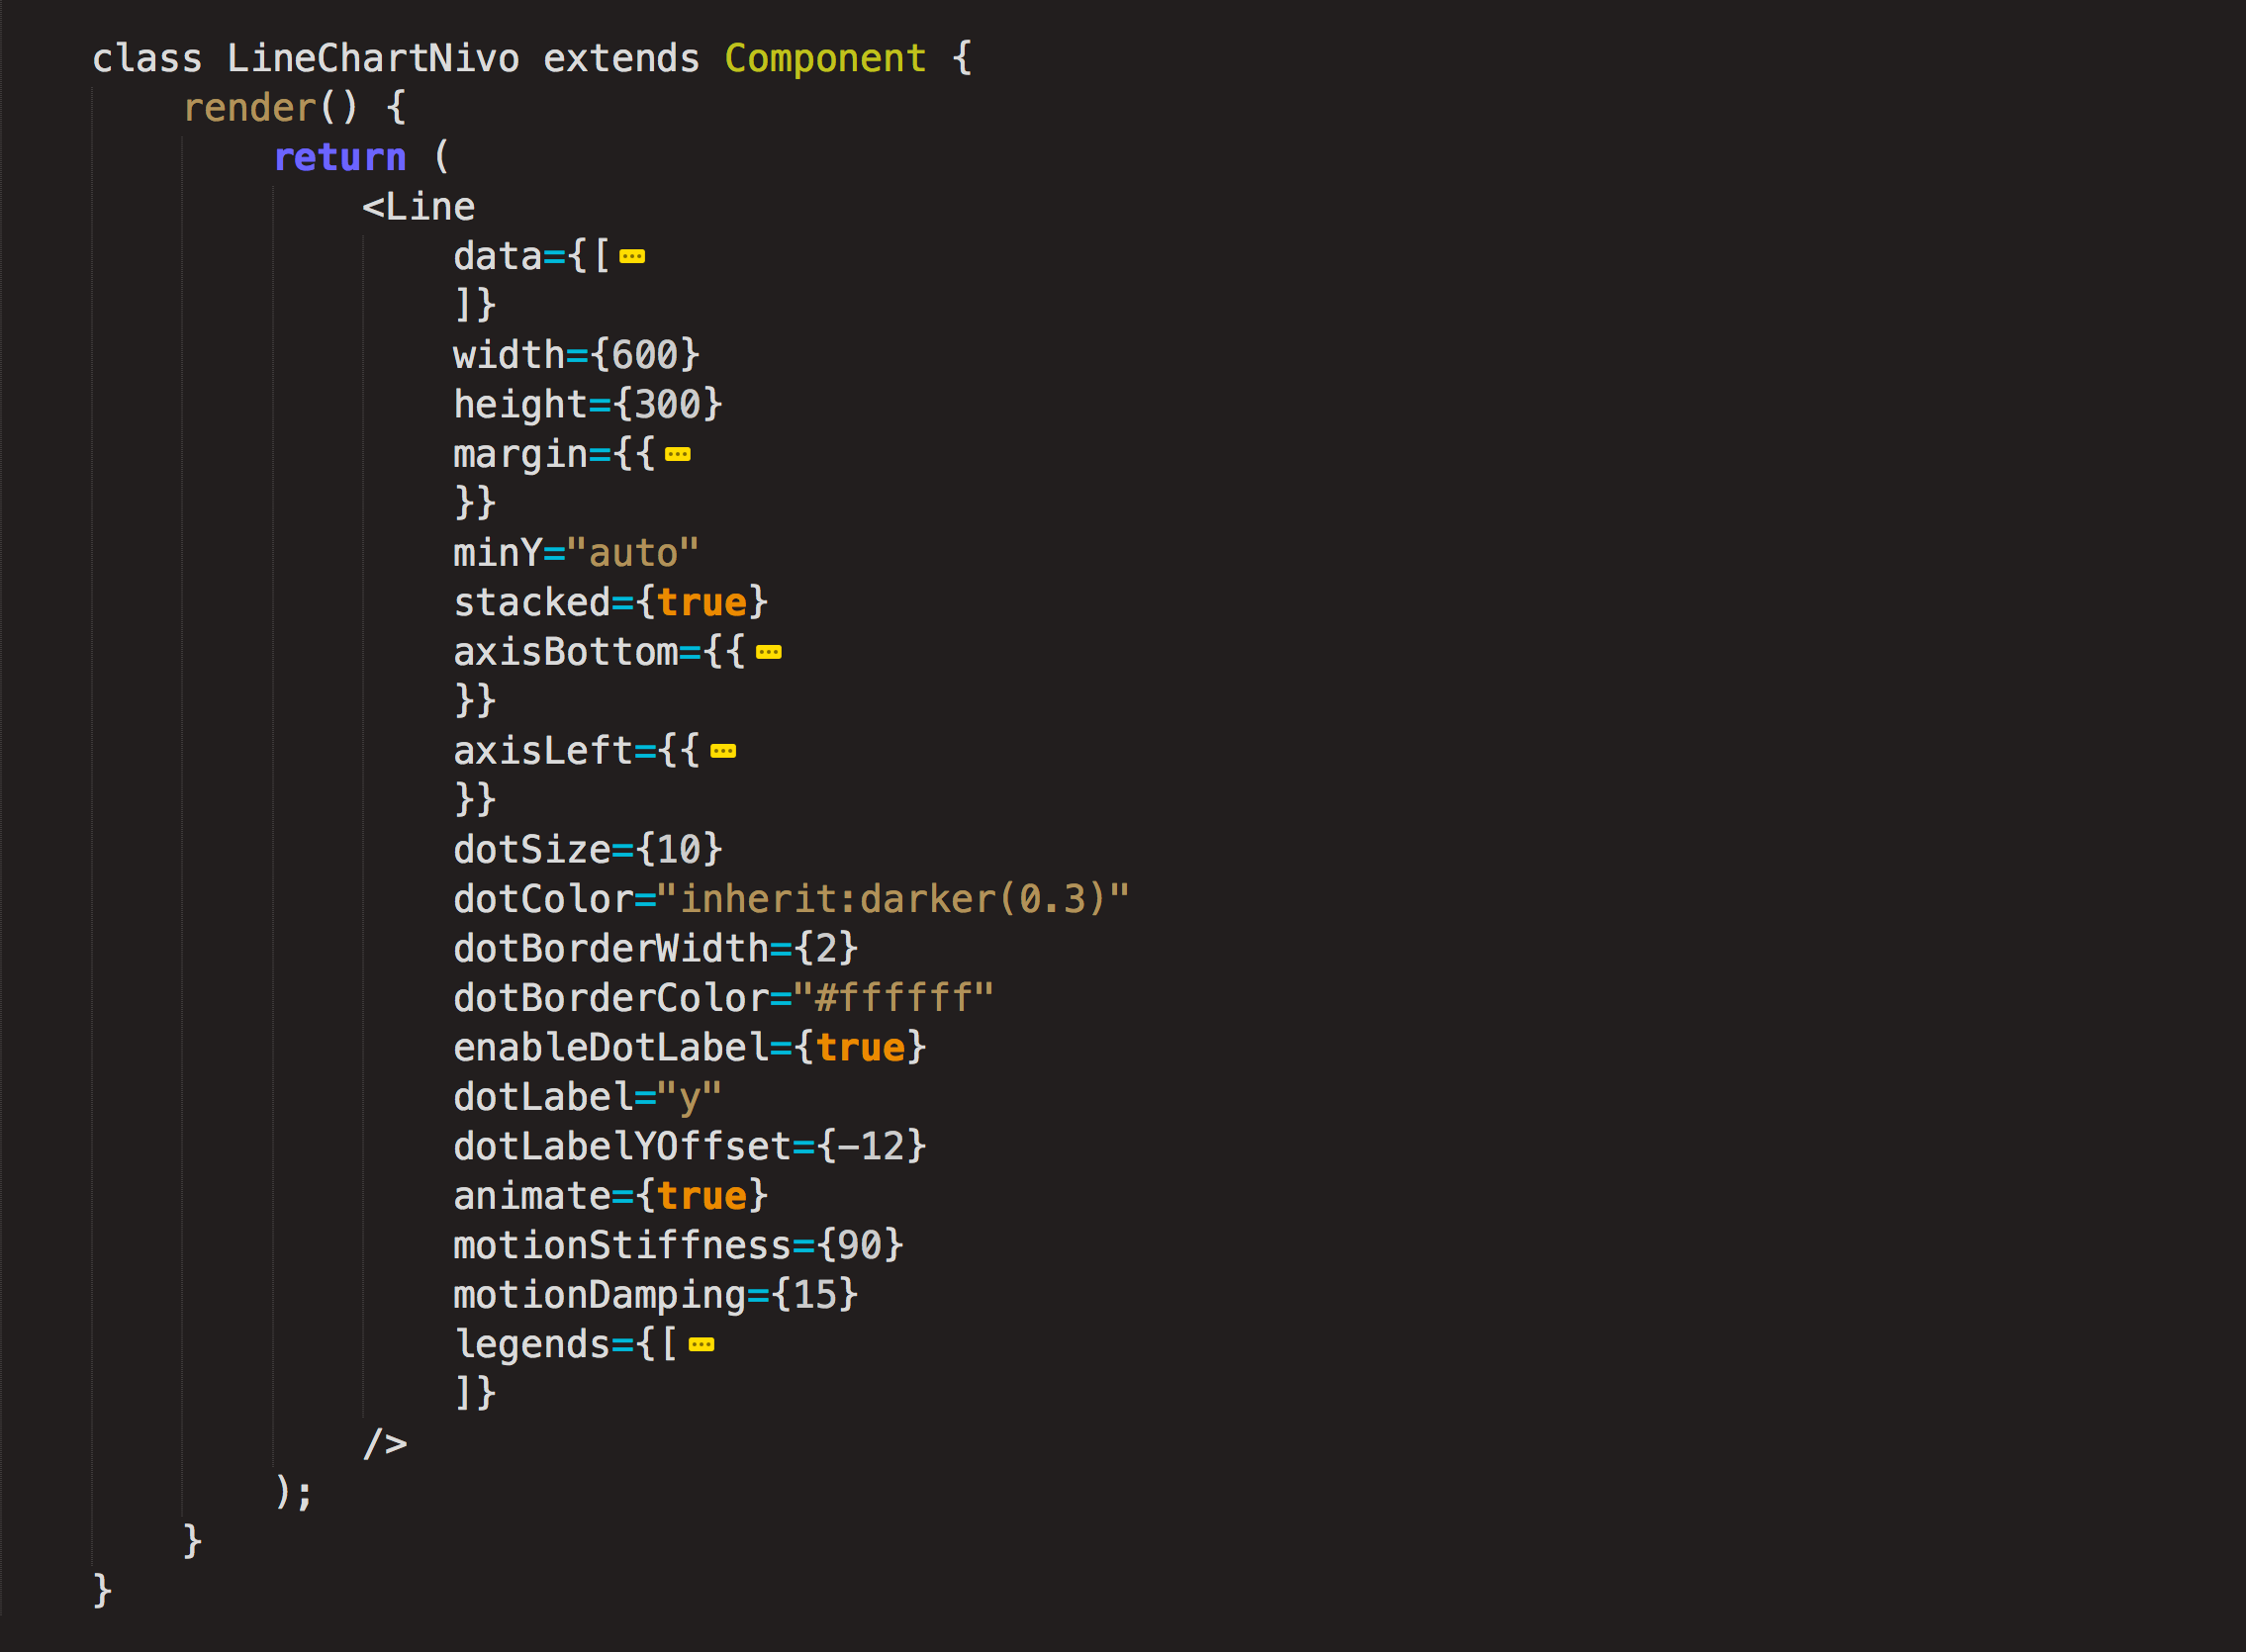 class LineChartNivo extends Component {
render() {
return (
<Line
data={[
]}
width={600}
height={300}
margin={{
}}
minY="auto"
stacked={true}
axisBottom={{
}}
axisLeft={{
}}
dotSize={10}
dotColor="inherit:darker(0.3)"
dotBorderWidth={2}
dotBorderColor="#ffffff"
enableDotLabel={true}
dotLabel="y"
dotLabelYOffset={-12}
animate={true}
motionStiffness={90}
motionDamping={15}
legends={[
]}
/>
);
}
}